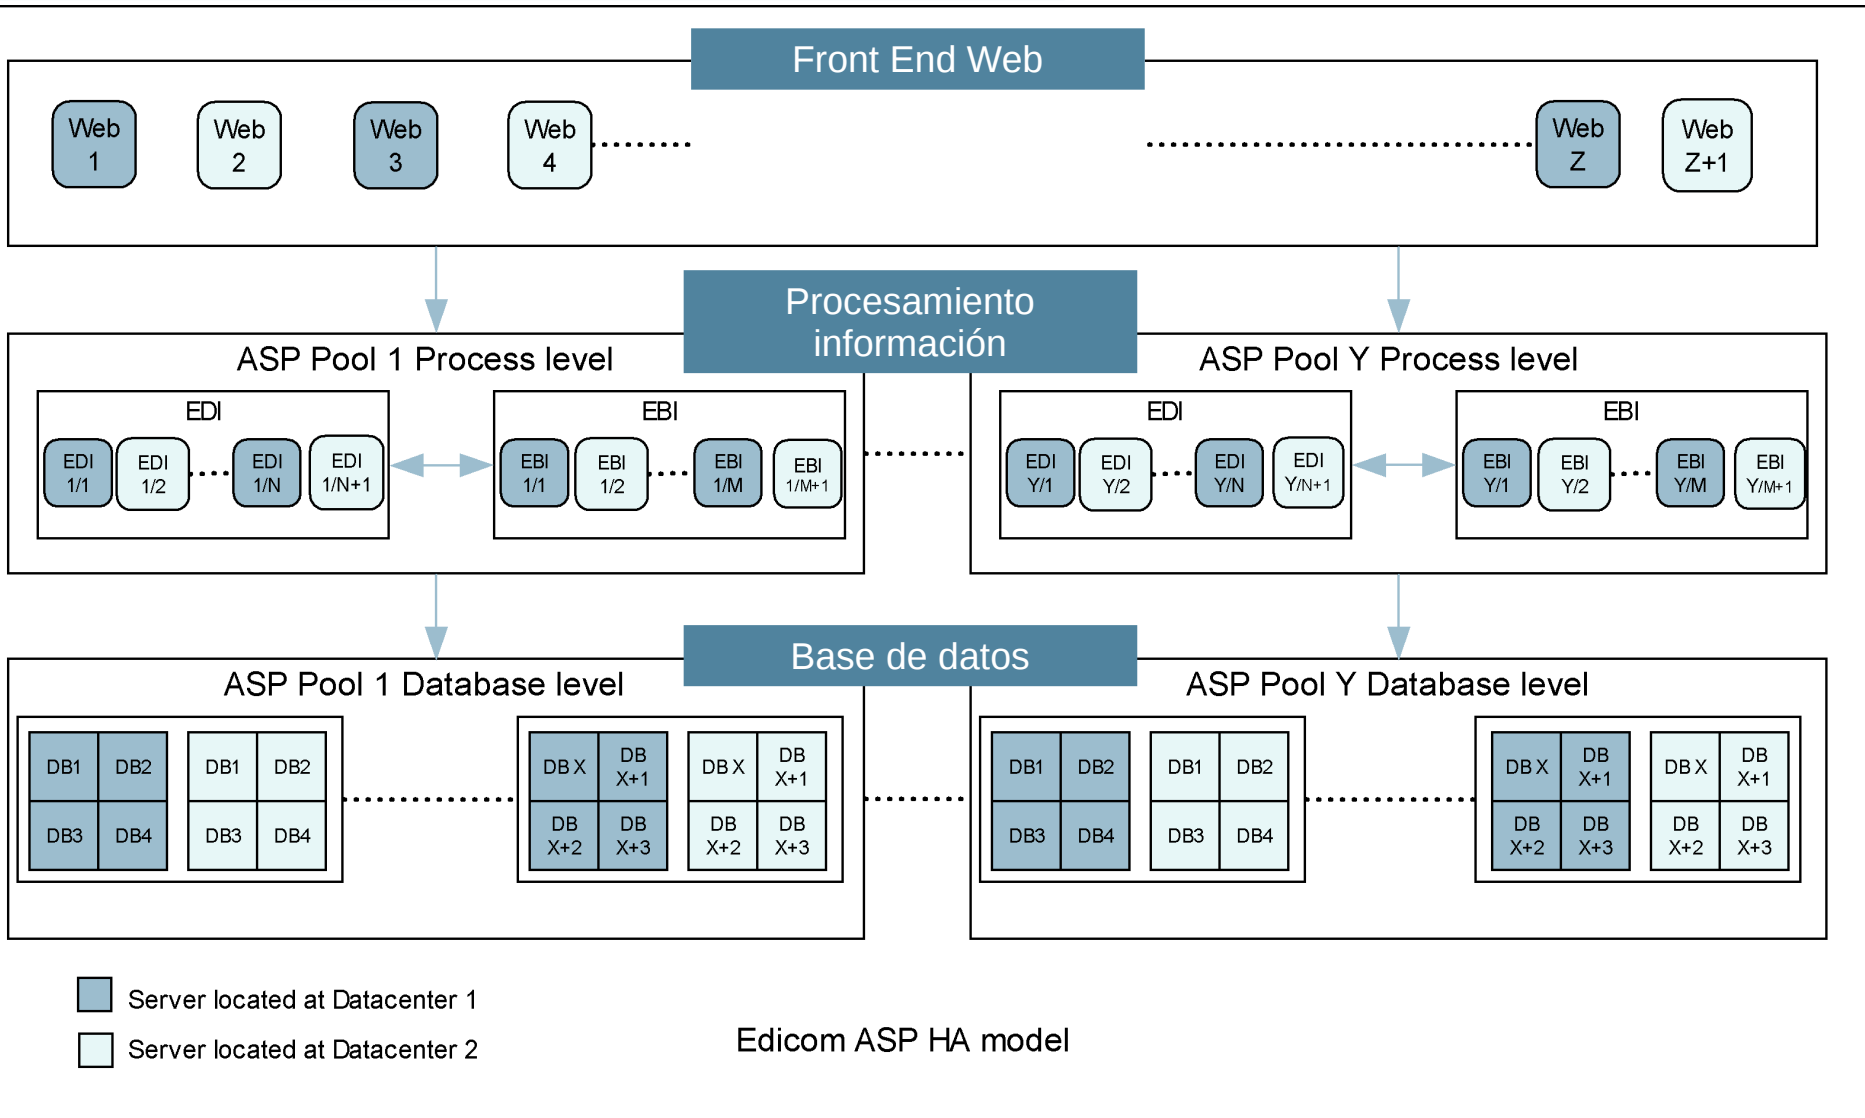 Front End Web
Web
1
Web
2
Web
3
Web
4
Web
Z
Web
Z+1
Procesamiento
información
ASP Pool 1 Process level
EDI
EDI
1/1
EDI
1/2
EDI
1/N
EDI
1/N+1
EBI
EBI
1/1
EBI
1/2
EBI
1/M
EBI
1/M+1
ASP Pool Y Process level
EDI
EDI
Y/1
EDI
Y/2
EDI
Y/N
EDI
Y/N+1
EBI
EBI
Y/1
EBI
Y/2
EBI
Y/M
EBI
Y/M+1
Base de datos
ASP Pool 1 Database level
DB1
DB2
DB3
DB4
DB1
DB2
DB3
DB4
DB X
DB
X+1
DB
X+2
DB
X+3
DB X
DB
X+1
DB
X+2
DB
X+3
ASP Pool Y Database level
DB1
DB2
DB3
DB4
DB1
DB2
DB3
DB4
DB X
DB
X+1
DB
X+2
DB
X+3
DB X
DB
X+1
DB
X+2
DB
X+3
Server located at Datacenter 1
Server located at Datacenter 2
Edicom ASP HA model